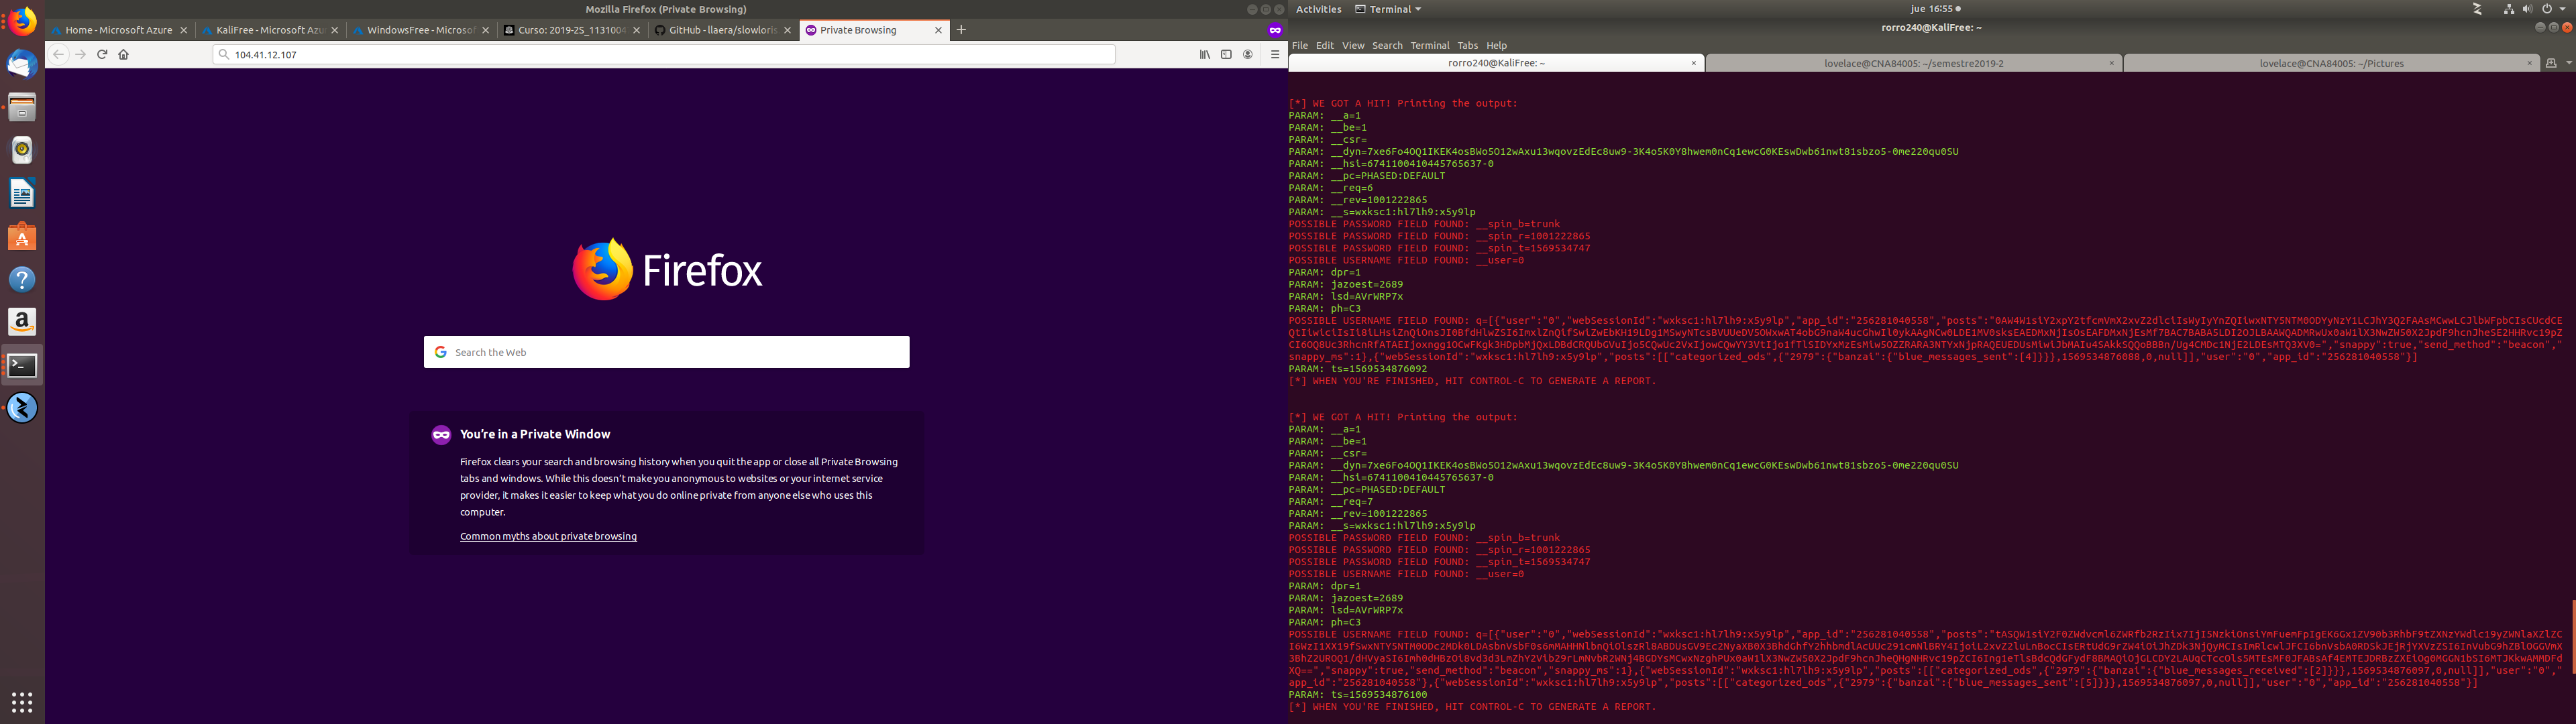 Mozilla Firefox (Private Browsing)
Home - Microsoft Azure
KaliFree - Microsoft Azu
WindowsFree - Microsof
Curso: 2019-2S_1131004
GitHub - llaera/slowloris
Private Browsing
104.41.12.107
Firefox
Search the Web
You're in a Private Window
Firefox clears your search and browsing history when you quit the app or close all Private Browsing
tabs and windows. While this doesn't make you anonymous to websites or your internet service
provider, it makes it easier to keep what you do online private from anyone else who uses this
computer.
Common myths about private browsing
Activities Terminal jue 16:55
rorro240@KaliFree: ~
File Edit View Search Terminal Tabs Help
rorro240@KaliFree: ~
lovelace@CNA84005: ~/semestre2019-2
lovelace@CNA84005: ~/Pictures
[*] WE GOT A HIT! Printing the output:
PARAM: __a=1
PARAM: __be=1
PARAM: __csr=
PARAM: __hsi=6741100410445765637-0
PARAM: __pc=PHASED:DEFAULT
PARAM: __req=6
PARAM: __rev=1001222865
PARAM: __s=wxksc1:hl7lh9:x5y9lp
POSSIBLE PASSWORD FIELD FOUND: __spin_b=trunk
POSSIBLE PASSWORD FIELD FOUND: __spin_r=1001222865
POSSIBLE PASSWORD FIELD FOUND: __spin_t=1569534747
POSSIBLE USERNAME FIELD FOUND: __user=0
PARAM: dpr=1
PARAM: jazoest=2689
PARAM: lsd=AVrWRP7x
PARAM: ph=C3
POSSIBLE USERNAME FIELD FOUND: q=[{"user":"0","webSessionId":"wxksc1:hl7lh9:x5y9lp","app_id":"256281040558","posts":
"snappy":true,"send_method":"beacon","
snappy_ms":1},{"webSessionId":"wxksc1:hl7lh9:x5y9lp","posts":[["categorized_ods",{"2979":{"banzai":{"blue_messages_sent":[4]}}},1569534876088,0,null]],"user":"0","app_id":"256281040558"}]
PARAM: ts=1569534876092
[*] WHEN YOU'RE FINISHED, HIT CONTROL-C TO GENERATE A REPORT.
[*] WE GOT A HIT! Printing the output:
PARAM: __a=1
PARAM: __be=1
PARAM: __csr=
PARAM: __hsi=6741100410445765637-0
PARAM: __pc=PHASED:DEFAULT
PARAM: __req=7
PARAM: __rev=1001222865
PARAM: __s=wxksc1:hl7lh9:x5y9lp
POSSIBLE PASSWORD FIELD FOUND: __spin_b=trunk
POSSIBLE PASSWORD FIELD FOUND: __spin_r=1001222865
POSSIBLE PASSWORD FIELD FOUND: __spin_t=1569534747
POSSIBLE USERNAME FIELD FOUND: __user=0
PARAM: dpr=1
PARAM: jazoest=2689
PARAM: lsd=AVrWRP7x
PARAM: ph=C3
POSSIBLE USERNAME FIELD FOUND: q=[{"user":"0","webSessionId":"wxksc1:hl7lh9:x5y9lp","app_id":"256281040558","posts":
"snappy":true,"send_method":"beacon","snappy_ms":1},{"webSessionId":"wxksc1:hl7lh9:x5y9lp","posts":[["categorized_ods",{"2979":{"banzai":{"blue_messages_received":[2]}}},1569534876097,0,null]],"user":"0","
app_id":"256281040558"},{"webSessionId":"wxksc1:hl7lh9:x5y9lp","posts":[["categorized_ods",{"2979":{"banzai":{"blue_messages_sent":[5]}}},1569534876097,0,null]],"user":"0","app_id":"256281040558"}]
PARAM: ts=1569534876100
[*] WHEN YOU'RE FINISHED, HIT CONTROL-C TO GENERATE A REPORT.